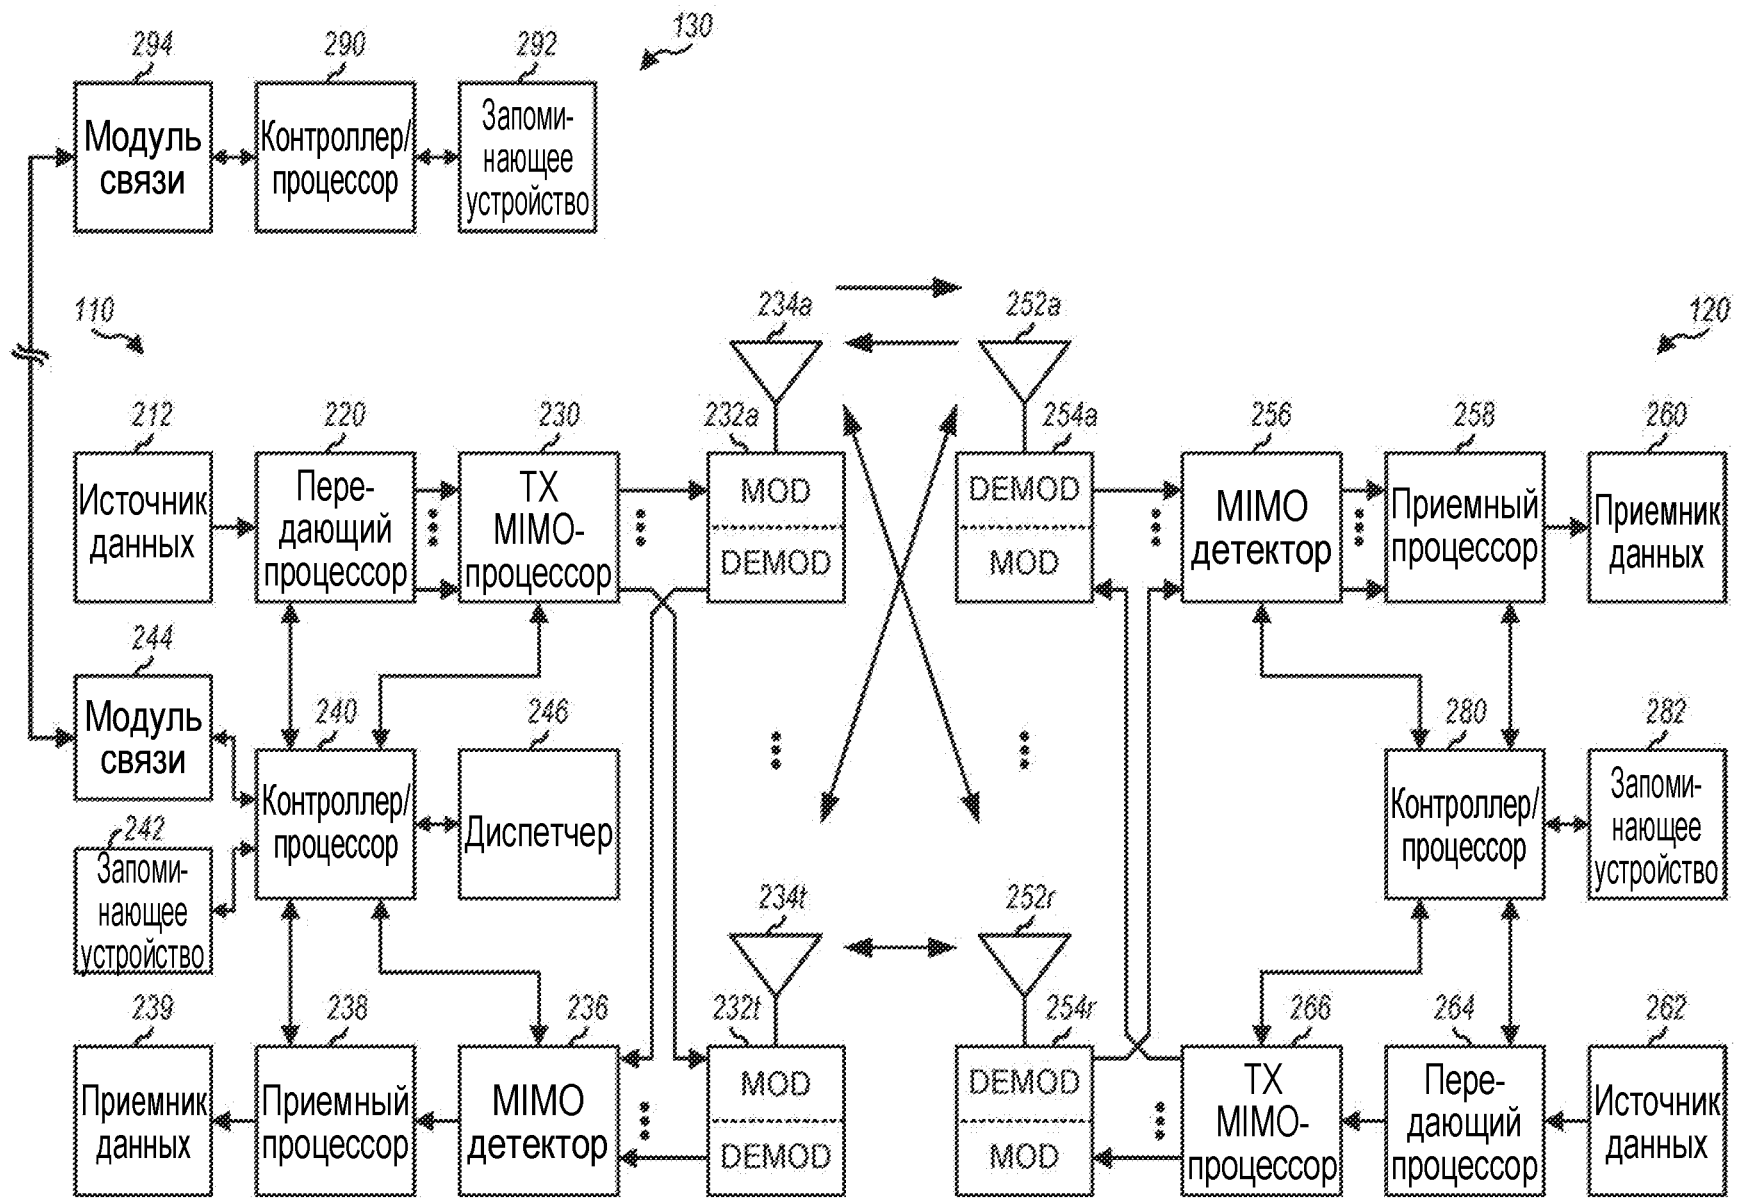 294
290
292
130
Модуль
связи
Контроллер/
процессор
Запоми-
нающее
устройство
110
234a
252a
120
212
220
230
232a
254a
256
258
260
Источник
данных
Пере-
дающий
процессор
TX
MIMO-
процессор
MOD
DEMOD
DEMOD
MOD
MIMO
детектор
Приемный
процессор
Приемник
данных
244
Модуль
связи
240
246
280
282
Контроллер/
процессор
Диспетчер
Контроллер/
процессор
Запоми-
нающее
устройство
242
Запоми-
нающее
устройство
234t
252r
239
238
236
232t
254r
266
264
262
Приемник
данных
Приемный
процессор
MIMO
детектор
MOD
DEMOD
DEMOD
MOD
TX
MIMO-
процессор
Пере-
дающий
процессор
Источник
данных